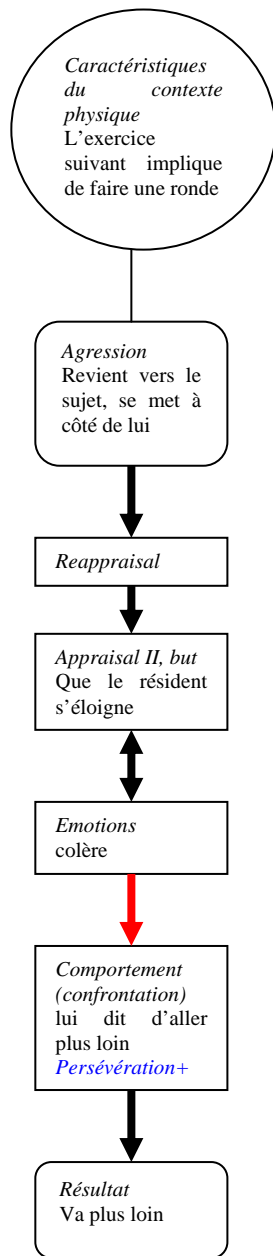 Caractéristiques
du contexte
physique
L'exercice
suivant implique
de faire une ronde
Agression
Revient vers le
sujet, se met à
côté de lui
Reappraisal
Appraisal II, but
Que le résident
s'éloigne
Emotions
colère
Comportement
(confrontation)
lui dit d'aller
plus loin
Persévération+
Résultat
Va plus loin